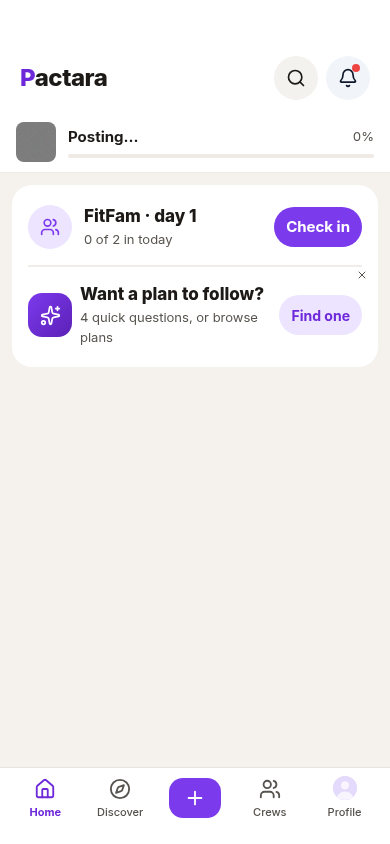 Pactara
Posting...
0%
FitFam · day 1
0 of 2 in today
Check in
Want a plan to follow?
4 quick questions, or browse
plans
Find one
Home
Discover
Crews
Profile